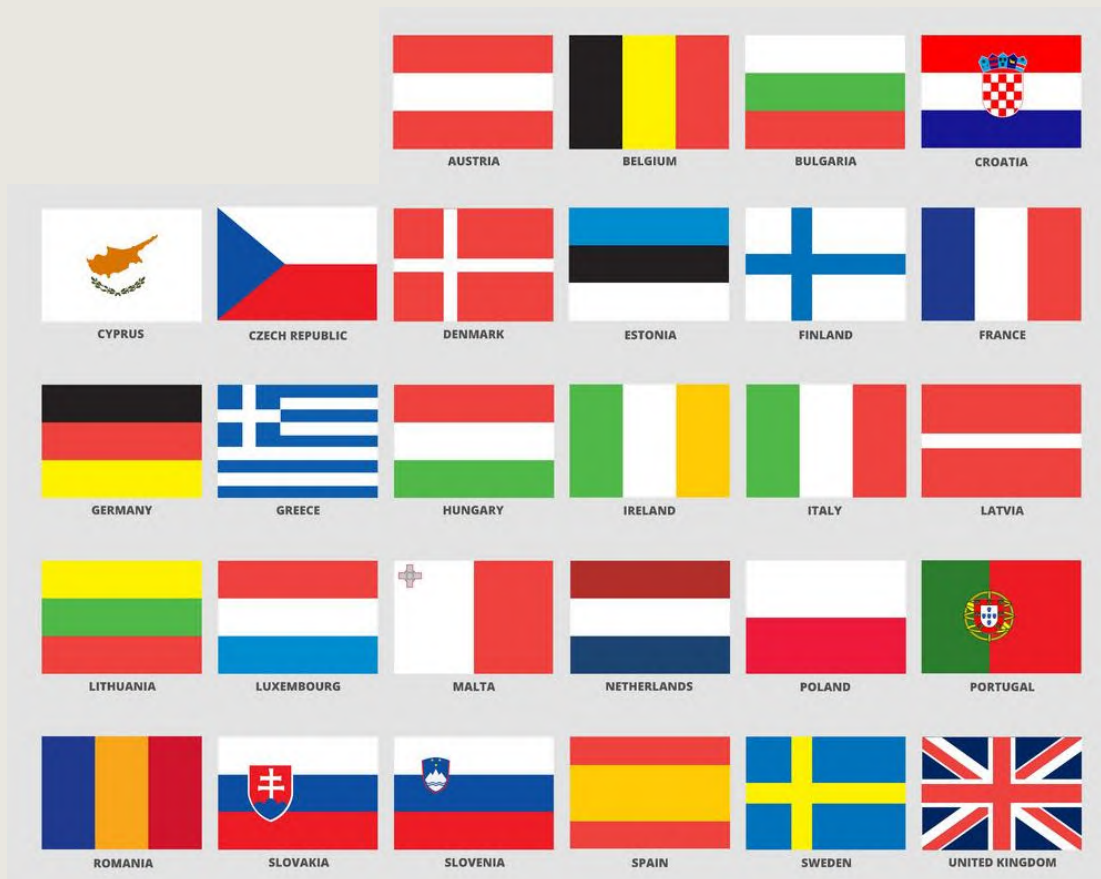 AUSTRIA BELGIUM BULGARIA CROATIA
CYPRUS CZECH REPUBLIC DENMARK ESTONIA FINLAND FRANCE
GERMANY GREECE HUNGARY IRELAND ITALY LATVIA
LITHUANIA LUXEMBOURG MALTA NETHERLANDS POLAND PORTUGAL
ROMANIA SLOVAKIA SLOVENIA SPAIN SWEDEN UNITED KINGDOM